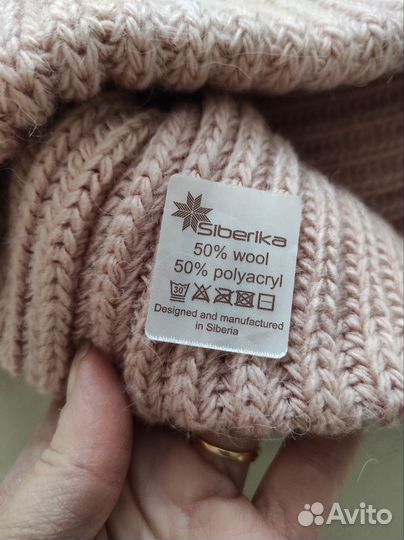 Siberika
50% wool
50% polyacryl
30
Designed and manufactured
in Siberia
Avito